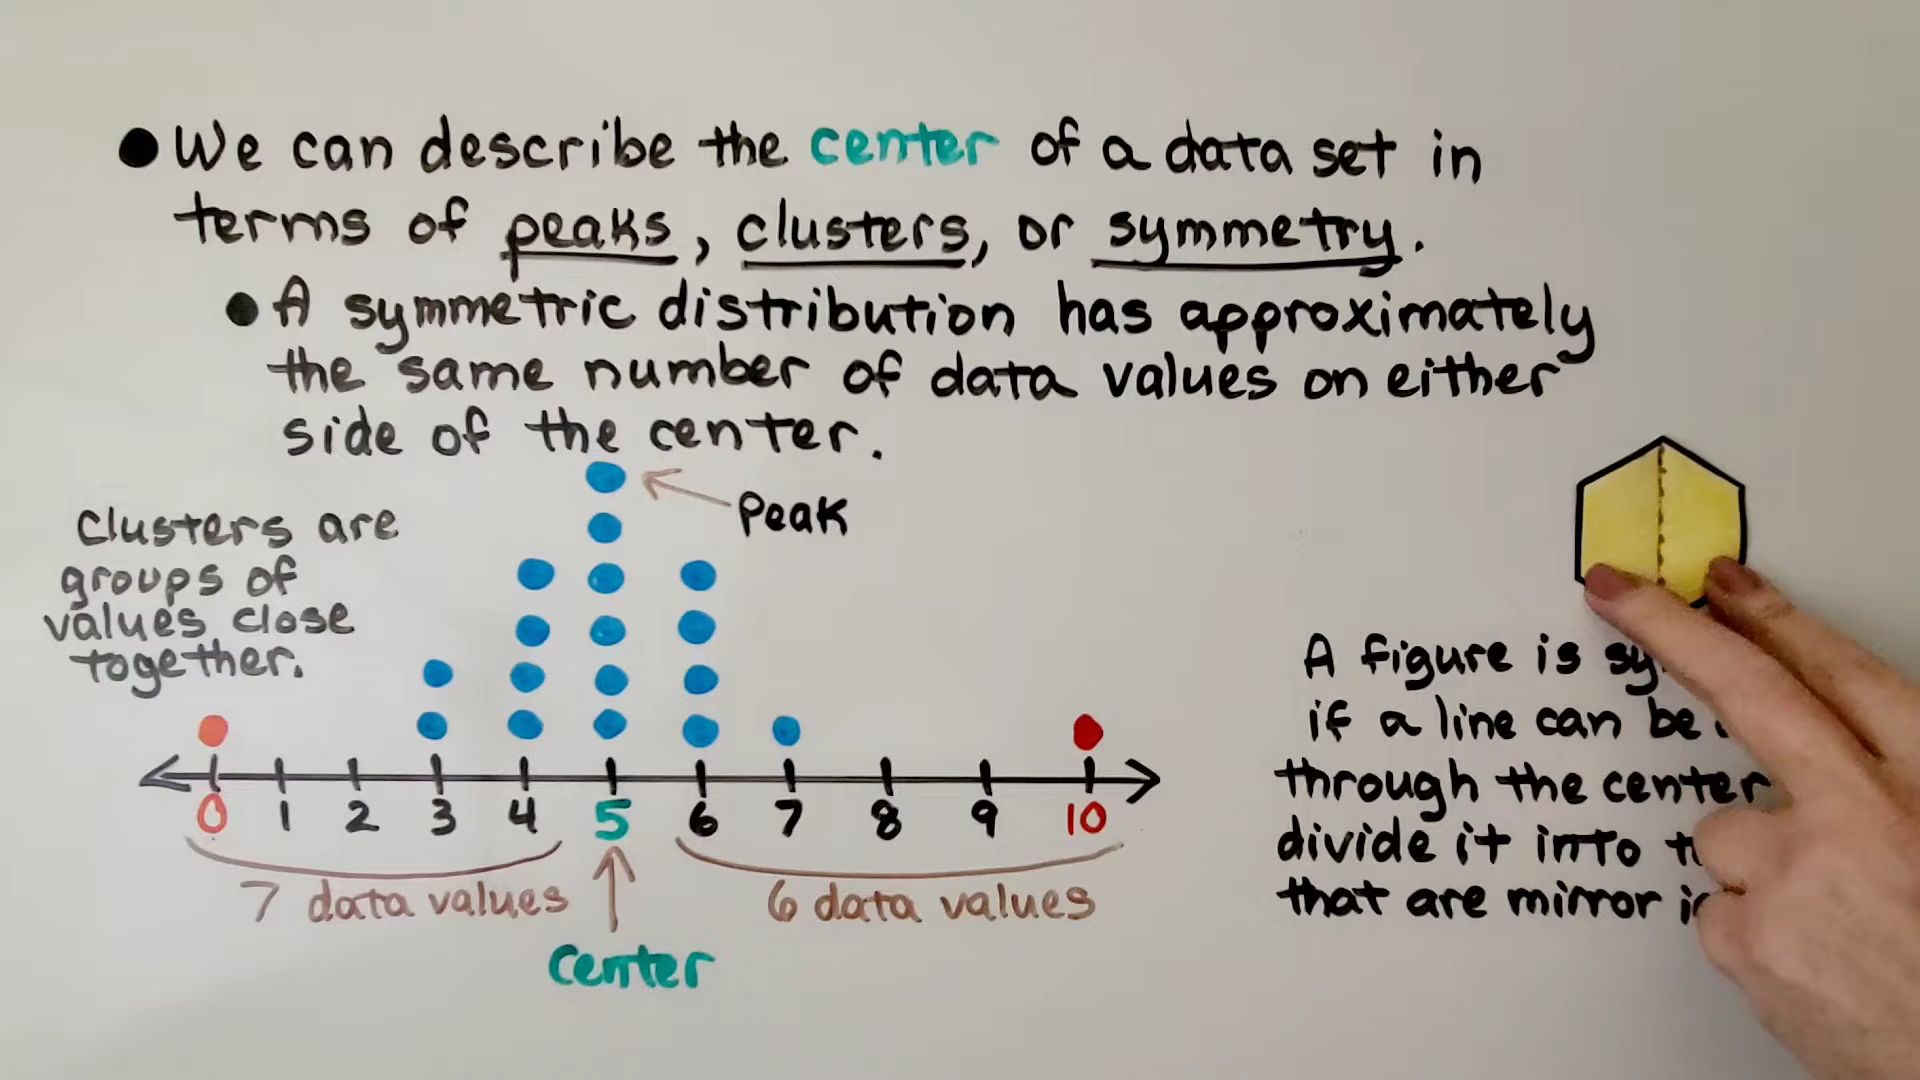 ● We can describe the center of a data set in
terms of peaks, clusters, or symmetry.
● A symmetric distribution has approximately
the same number of data values on either
side of the center.
Peak
Clusters are
groups of
values close
together.
0 1 2 3 4 5 6 7 8 9 10
7 data values
6 data values
center
A figure is
if a line can be
through the center
divide it into
that are mirror